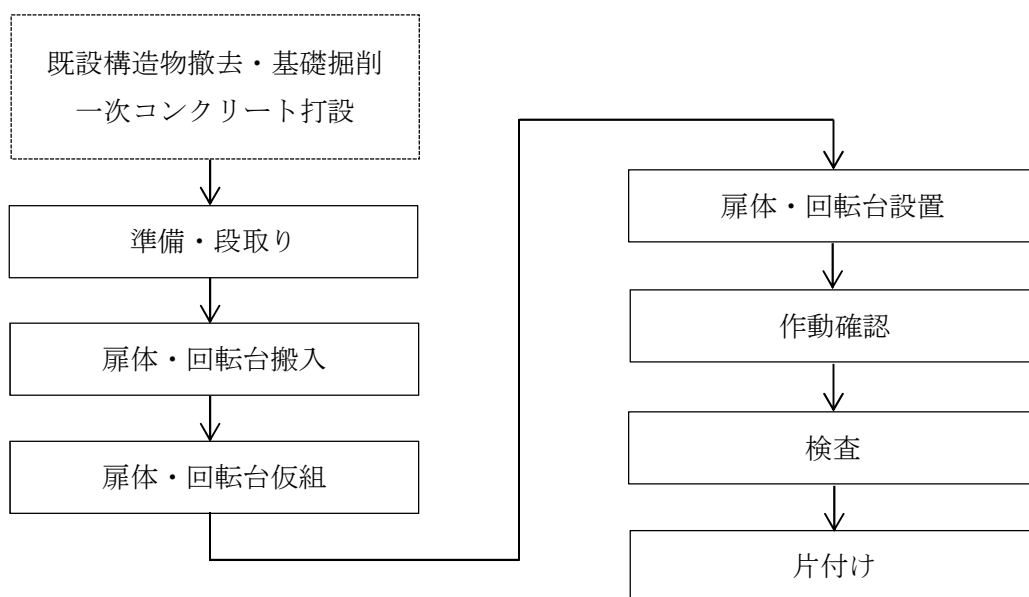 既設構造物撤去・基礎掘削
一次コンクリート打設
準備・段取り
扉体・回転台搬入
扉体・回転台仮組
扉体・回転台設置
作動確認
検査
片付け